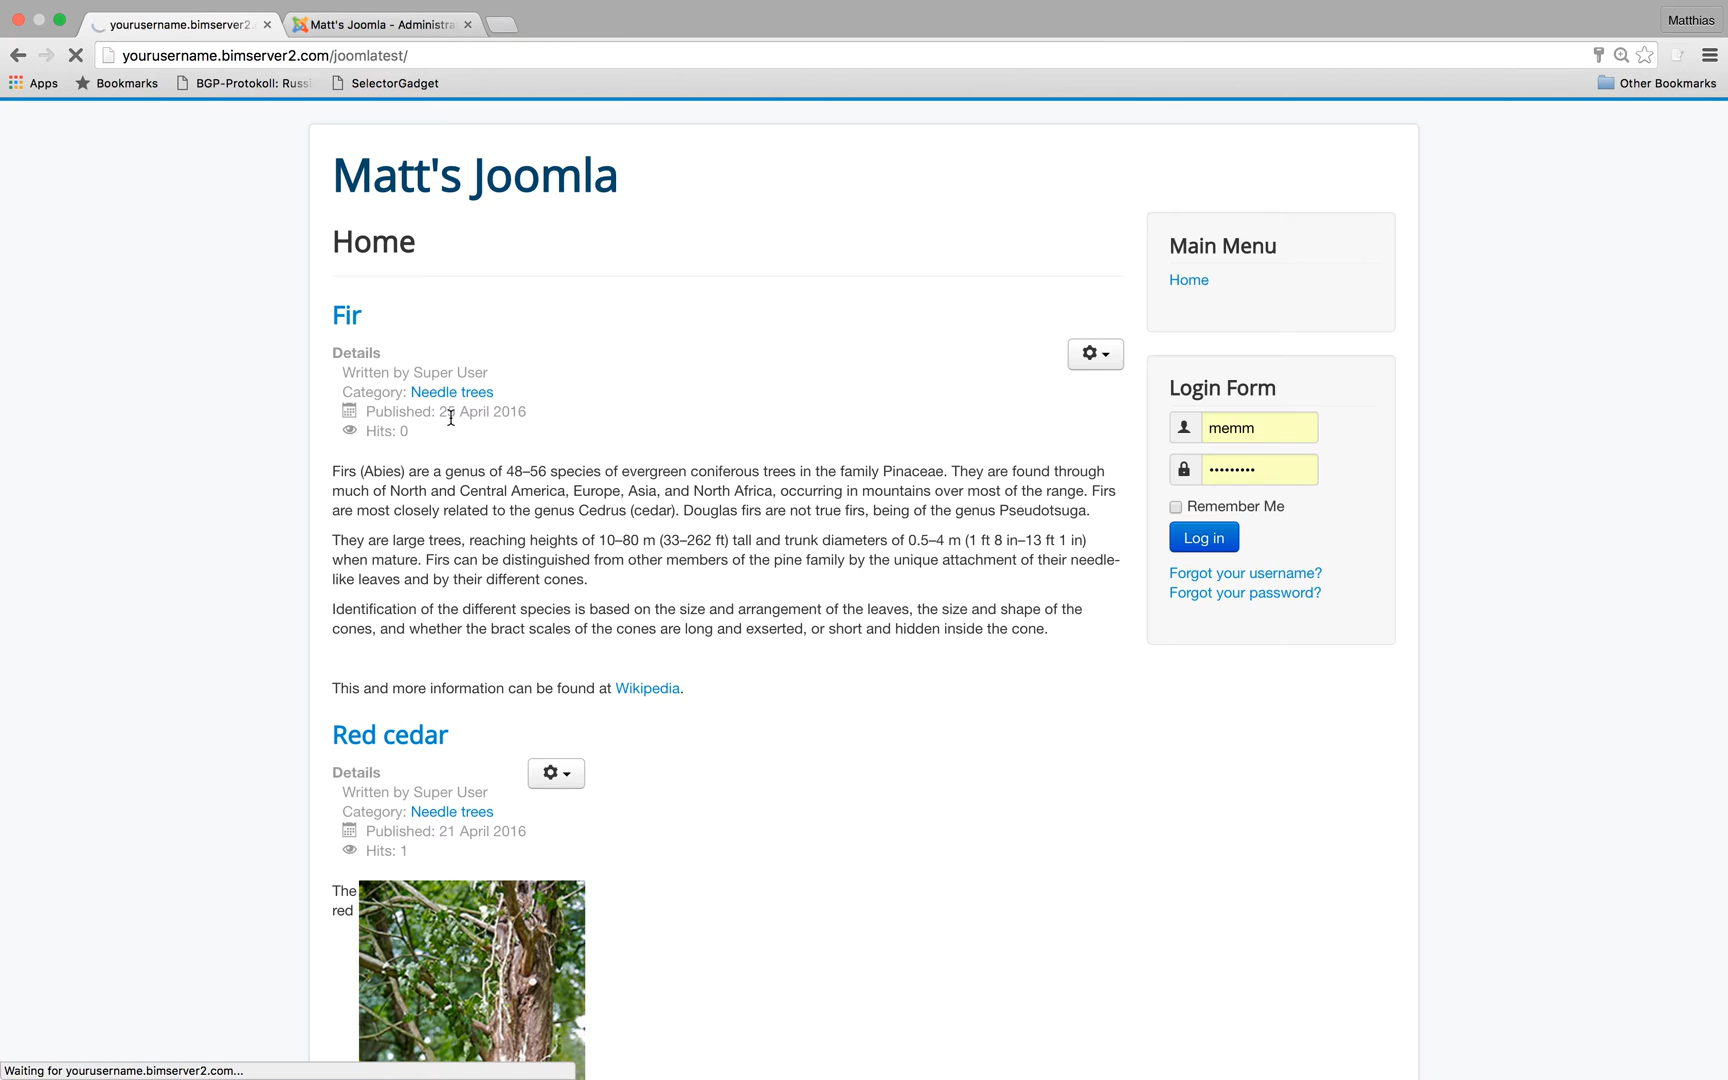 yourusername.bimserver2.
Matt's Joomla - Administra
Matthias
yourusername.bimserver2.com/joomlatest/
Apps
Bookmarks
BGP-Protokoll: Russi
SelectorGadget
Other Bookmarks
Matt's Joomla
Home
Fir
Details
Written by Super User
Category: Needle trees
Published: 25 April 2016
Hits: 0
Firs (Abies) are a genus of 48–56 species of evergreen coniferous trees in the family Pinaceae. They are found through
much of North and Central America, Europe, Asia, and North Africa, occurring in mountains over most of the range. Firs
are most closely related to the genus Cedrus (cedar). Douglas firs are not true firs, being of the genus Pseudotsuga.
They are large trees, reaching heights of 10–80 m (33–262 ft) tall and trunk diameters of 0.5–4 m (1 ft 8 in–13 ft 1 in)
when mature. Firs can be distinguished from other members of the pine family by the unique attachment of their needle-
like leaves and by their different cones.
Identification of the different species is based on the size and arrangement of the leaves, the size and shape of the
cones, and whether the bract scales of the cones are long and exserted, or short and hidden inside the cone.
This and more information can be found at Wikipedia.
Red cedar
Details
Written by Super User
Category: Needle trees
Published: 21 April 2016
Hits: 1
The
red
Main Menu
Home
Login Form
memm
•••••••••
Remember Me
Log in
Forgot your username?
Forgot your password?
Waiting for yourusername.bimserver2.com...